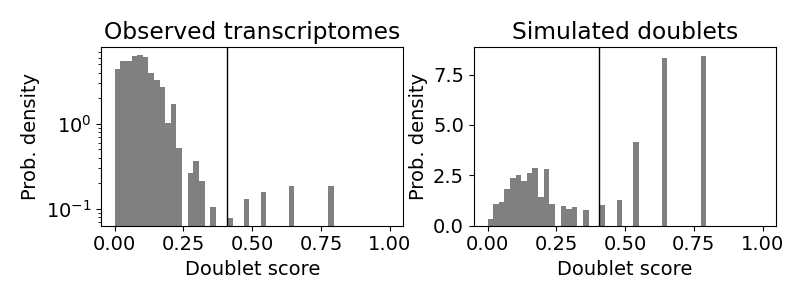 Observed transcriptomes
Prob. density
10⁰
10⁻¹
0.00 0.25 0.50 0.75 1.00
Doublet score
Simulated doublets
Prob. density
7.5
5.0
2.5
0.0
0.00 0.25 0.50 0.75 1.00
Doublet score